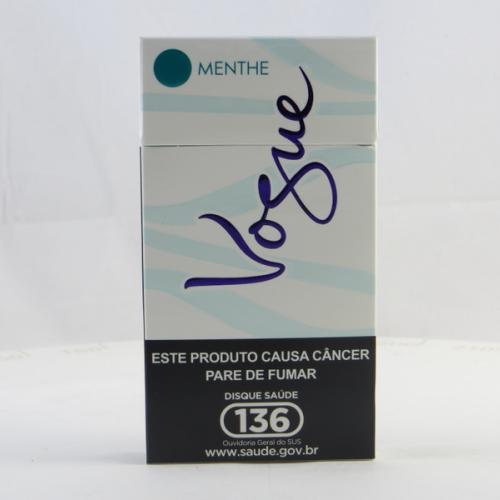 MENTHE
Vogue
ESTE PRODUTO CAUSA CÂNCER
PARE DE FUMAR
DISQUE SAÚDE
136
Ouvidoria Geral do SUS
www.saude.gov.br